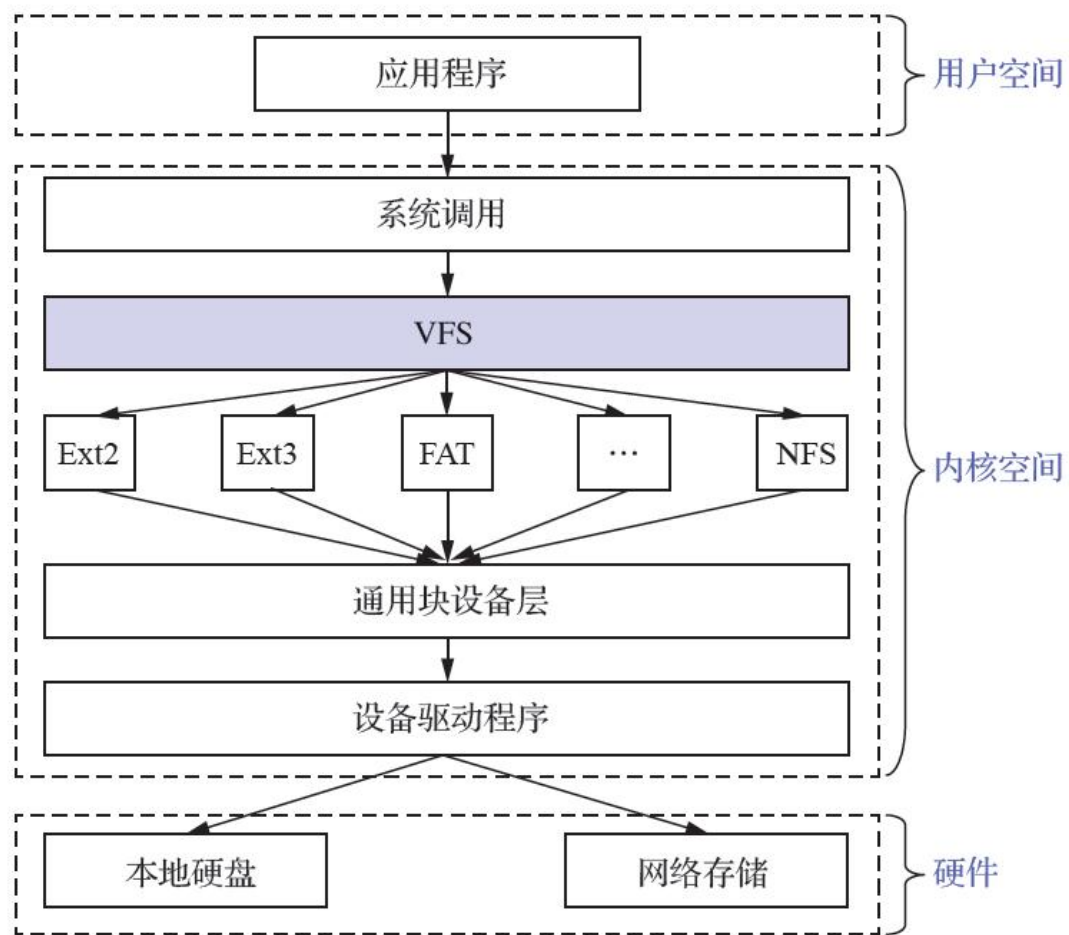 应用程序
用户空间
系统调用
VFS
Ext2 Ext3 FAT … NFS
内核空间
通用块设备层
设备驱动程序
本地硬盘 网络存储
硬件